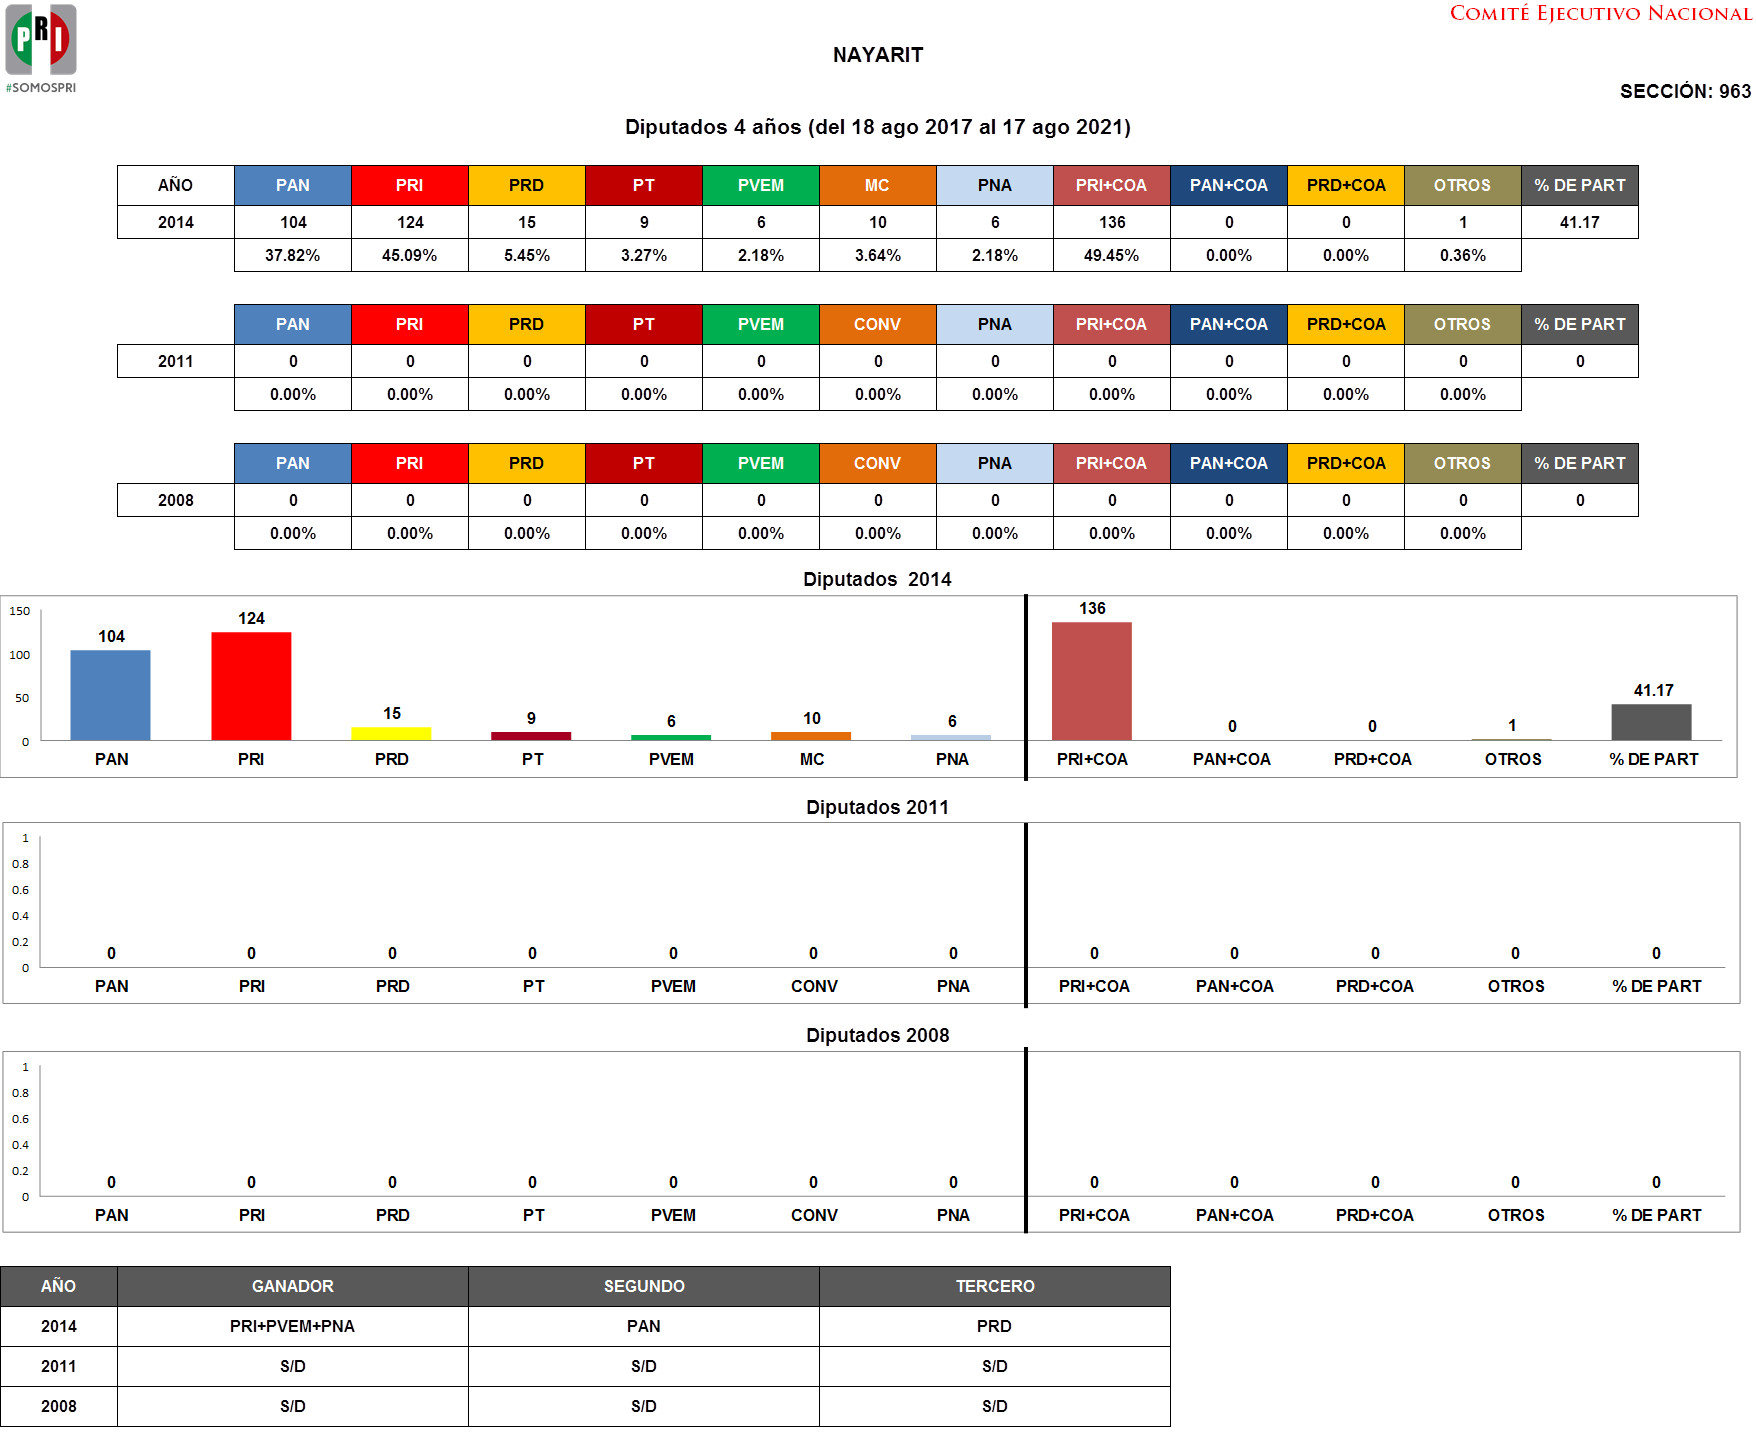 PRI
#SOMOSPRI
COMITÉ EJECUTIVO NACIONAL
NAYARIT
SECCIÓN: 963
Diputados 4 años (del 18 ago 2017 al 17 ago 2021)
AÑO PAN PRI PRD PT PVEM MC PNA PRI+COA PAN+COA PRD+COA OTROS % DE PART
2014 104 124 15 9 6 10 6 136 0 0 1 41.17
37.82% 45.09% 5.45% 3.27% 2.18% 3.64% 2.18% 49.45% 0.00% 0.00% 0.36%
PAN PRI PRD PT PVEM CONV PNA PRI+COA PAN+COA PRD+COA OTROS % DE PART
2011 0 0 0 0 0 0 0 0 0 0 0 0
0.00% 0.00% 0.00% 0.00% 0.00% 0.00% 0.00% 0.00% 0.00% 0.00% 0.00%
PAN PRI PRD PT PVEM CONV PNA PRI+COA PAN+COA PRD+COA OTROS % DE PART
2008 0 0 0 0 0 0 0 0 0 0 0 0
0.00% 0.00% 0.00% 0.00% 0.00% 0.00% 0.00% 0.00% 0.00% 0.00% 0.00%
Diputados 2014
150
100
50
0
104 124 15 9 6 10 6 136 0 0 1 41.17
PAN PRI PRD PT PVEM MC PNA PRI+COA PAN+COA PRD+COA OTROS % DE PART
Diputados 2011
1
0.8
0.6
0.4
0.2
0
0 0 0 0 0 0 0 0 0 0 0 0
PAN PRI PRD PT PVEM CONV PNA PRI+COA PAN+COA PRD+COA OTROS % DE PART
Diputados 2008
1
0.8
0.6
0.4
0.2
0
0 0 0 0 0 0 0 0 0 0 0 0
PAN PRI PRD PT PVEM CONV PNA PRI+COA PAN+COA PRD+COA OTROS % DE PART
AÑO GANADOR SEGUNDO TERCERO
2014 PRI+PVEM+PNA PAN PRD
2011 S/D S/D S/D
2008 S/D S/D S/D